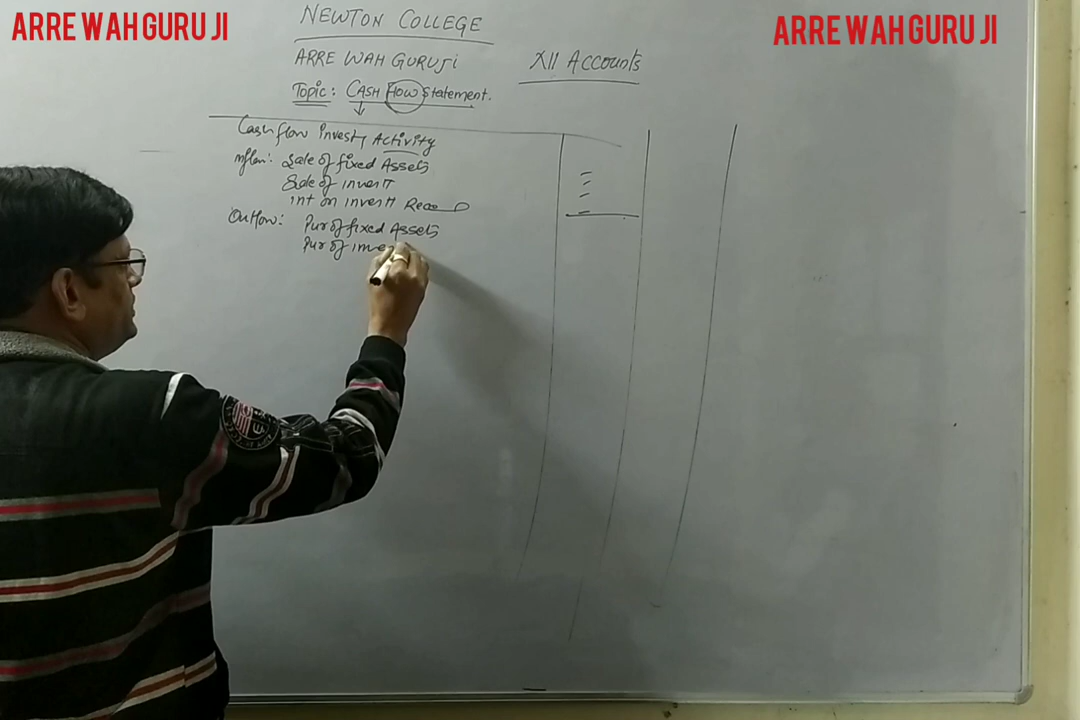 ARRE WAH GURU JI
ARRE WAH GURU JI
NEWTON COLLEGE
ARRE WAH GURUJI
XII Accounts
Topic: CASH Flow Statement.
Cash flow Investy Activity
Inflow: Sale of fixed Assets
Sale of Investt
Int on Investt Reced
Outflow: Pur of fixed Assets
Pur of inve